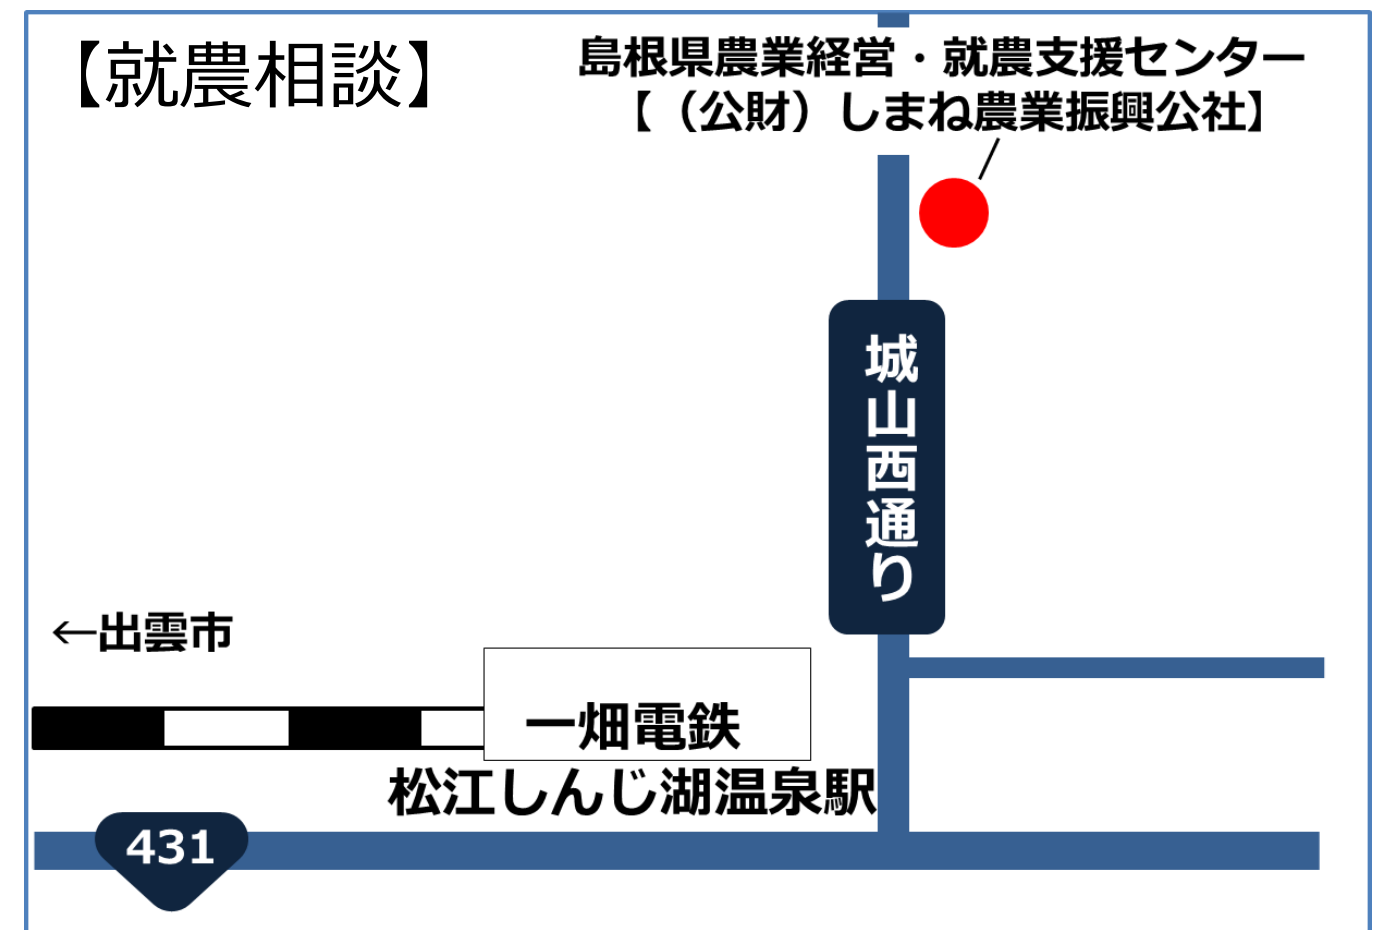 【就農相談】
島根県農業経営・就農支援センター
【（公財）しまね農業振興公社】
城山西通り
←出雲市
一畑電鉄
松江しんじ湖温泉駅
431